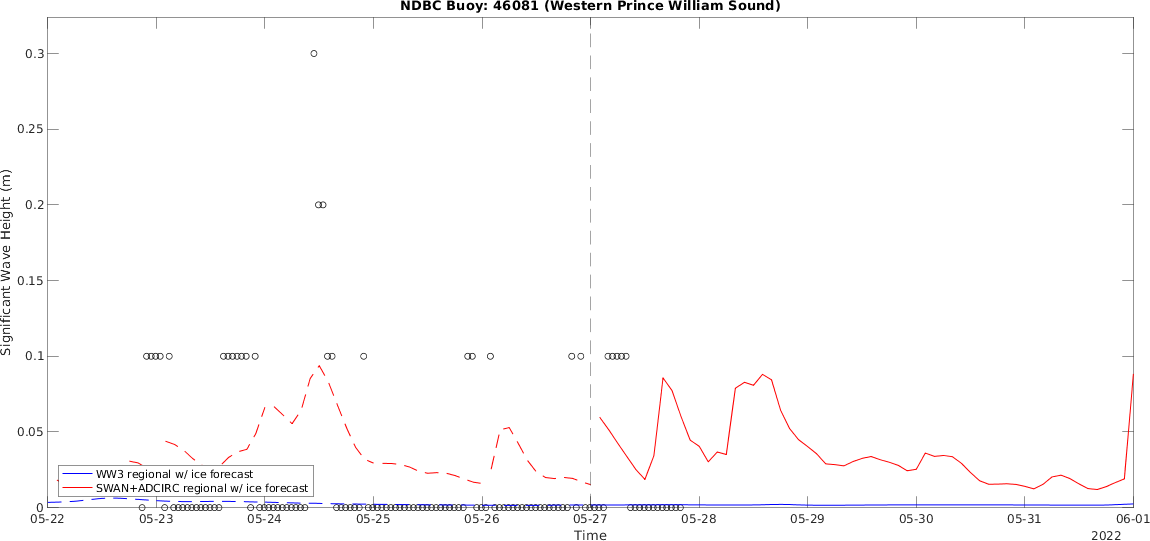 NDBC Buoy: 46081 (Western Prince William Sound)
Significant Wave Height (m)
0.3
0.25
0.2
0.15
0.1
0.05
0
WW3 regional w/ ice forecast
SWAN+ADCIRC regional w/ ice forecast
05-22 05-23 05-24 05-25 05-26 05-27 05-28 05-29 05-30 05-31 06-01
Time
2022